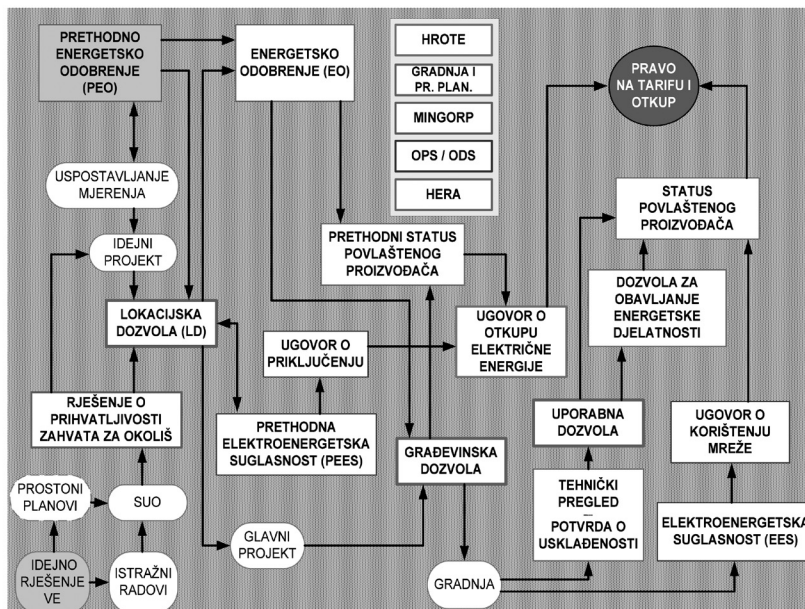 PRETHODNO
ENERGETSKO
ODOBRENJE (PEO)
ENERGETSKO
ODOBRENJE (EO)
HROTE
GRADNJA I
PR. PLAN.
MINGORP
OPS / ODS
HERA
PRAVO
NA TARIFU I
OTKUP
USPOSTAVLJANJE
MJERENJA
IDEJNI
PROJEKT
PRETHODNI STATUS
POVLAŠTENOG
PROIZVOĐAČA
STATUS
POVLAŠTENOG
PROIZVOĐAČA
LOKACIJSKA
DOZVOLA (LD)
UGOVOR O
PRIKLJUČENJU
UGOVOR O
OTKUPU
ELEKTRIČNE
ENERGIJE
DOZVOLA ZA
OBAVLJANJE
ENERGETSKE
DJELATNOSTI
RJEŠENJE O
PRIHVATLJIVOSTI
ZAHVATA ZA OKOLIŠ
PRETHODNA
ELEKTROENERGETSKA
SUGLASNOST (PEES)
GRAĐEVINSKA
DOZVOLA
UPORABNA
DOZVOLA
UGOVOR O
KORIŠTENJU
MREŽE
PROSTONI
PLANOVI
SUO
GLAVNI
PROJEKT
TEHNIČKI
PREGLED
–
POTVRDA O
USKLAĐENOSTI
ELEKTROENERGETSKA
SUGLASNOST (EES)
IDEJNO
RJEŠENJE
VE
ISTRAŽNI
RADOVI
GRADNJA